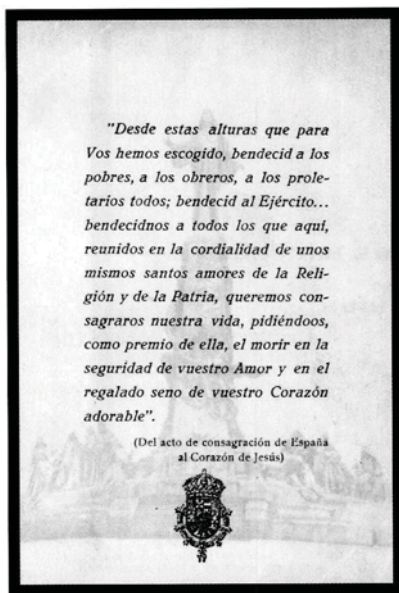 "Desde estas alturas que para
Vos hemos escogido, bendecid a los
pobres, a los obreros, a los prole-
tarios todos; bendecid al Ejército...
bendecidnos a todos los que aquí,
reunidos en la cordialidad de unos
mismos santos amores de la Reli-
gión y de la Patria, queremos con-
sagraros nuestra vida, pidiéndoos,
como premio de ella, el morir en la
seguridad de vuestro Amor y en el
regalado seno de vuestro Corazón
adorable".
(Del acto de consagración de España
al Corazón de Jesús)